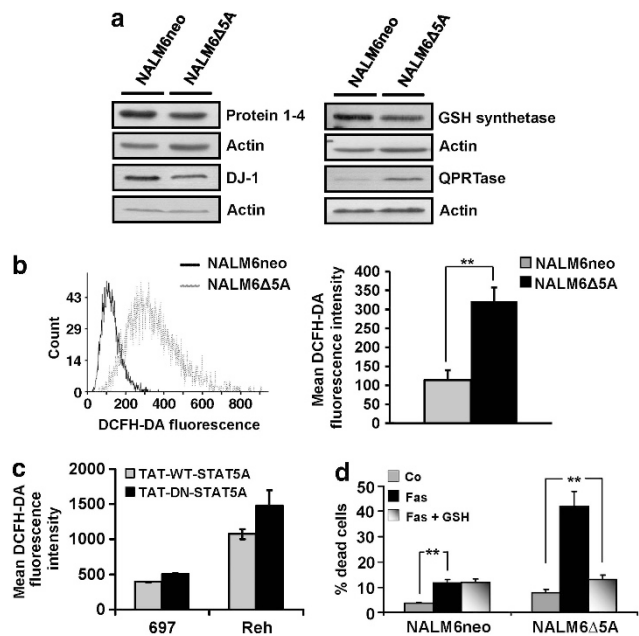 a
NALM6neo
NALM6Δ5A
NALM6neo
NALM6Δ5A
Protein 1-4
Actin
DJ-1
Actin
GSH synthetase
Actin
QPRTase
Actin
b
NALM6neo
NALM6Δ5A
Count
43
29
14
0
0 200 400 600 800
DCFH-DA fluorescence
Mean DCFH-DA
fluorescence intensity
400
350
300
250
200
150
100
50
0
**
NALM6neo
NALM6Δ5A
c
Mean DCFH-DA
fluorescence
intensity
2000
1500
1000
500
0
TAT-WT-STAT5A
TAT-DN-STAT5A
697 Reh
d
% dead cells
50
40
30
20
10
0
Co
Fas
Fas + GSH
**
**
NALM6neo NALM6Δ5A